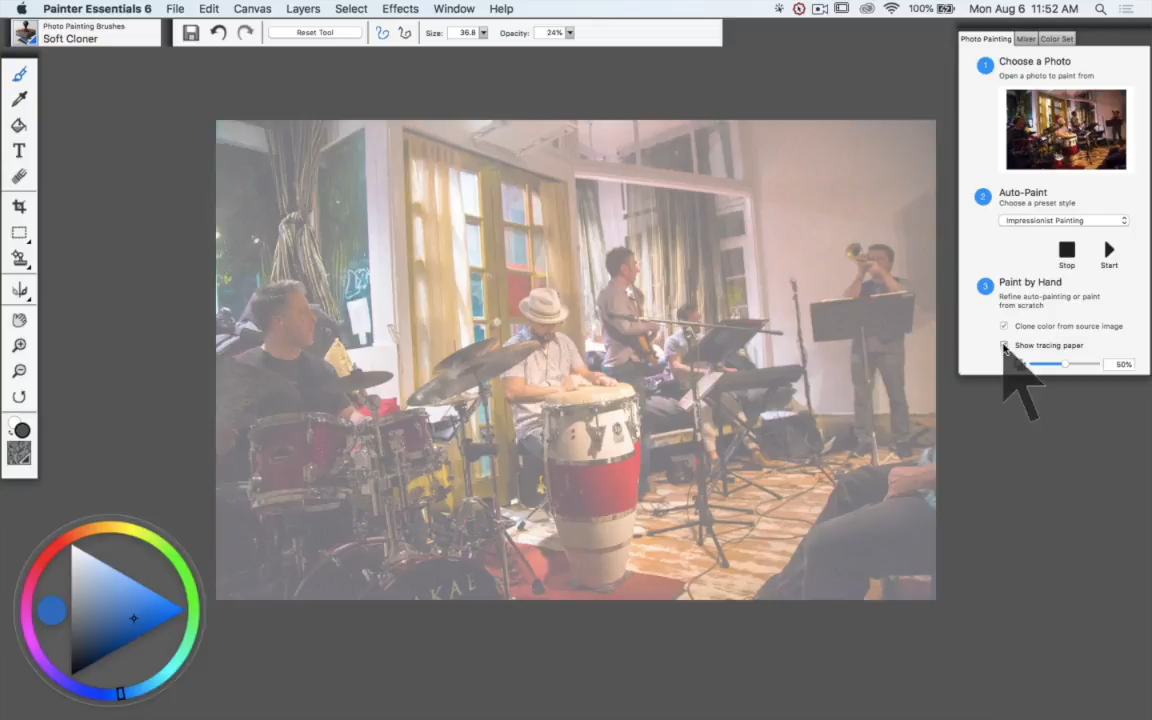 Painter Essentials 6 File Edit Canvas Layers Select Effects Window Help 100% Mon Aug 6 11:52 AM
Photo Painting Brushes
Soft Cloner
Reset Tool Size: 36.8 Opacity: 24%
Photo Painting Mixer Color Set
1 Choose a Photo
Open a photo to paint from
2 Auto-Paint
Choose a preset style
Impressionist Painting
Stop Start
3 Paint by Hand
Refine auto-painting or paint
from scratch
Clone color from source image
Show tracing paper
50%
T
AKAE